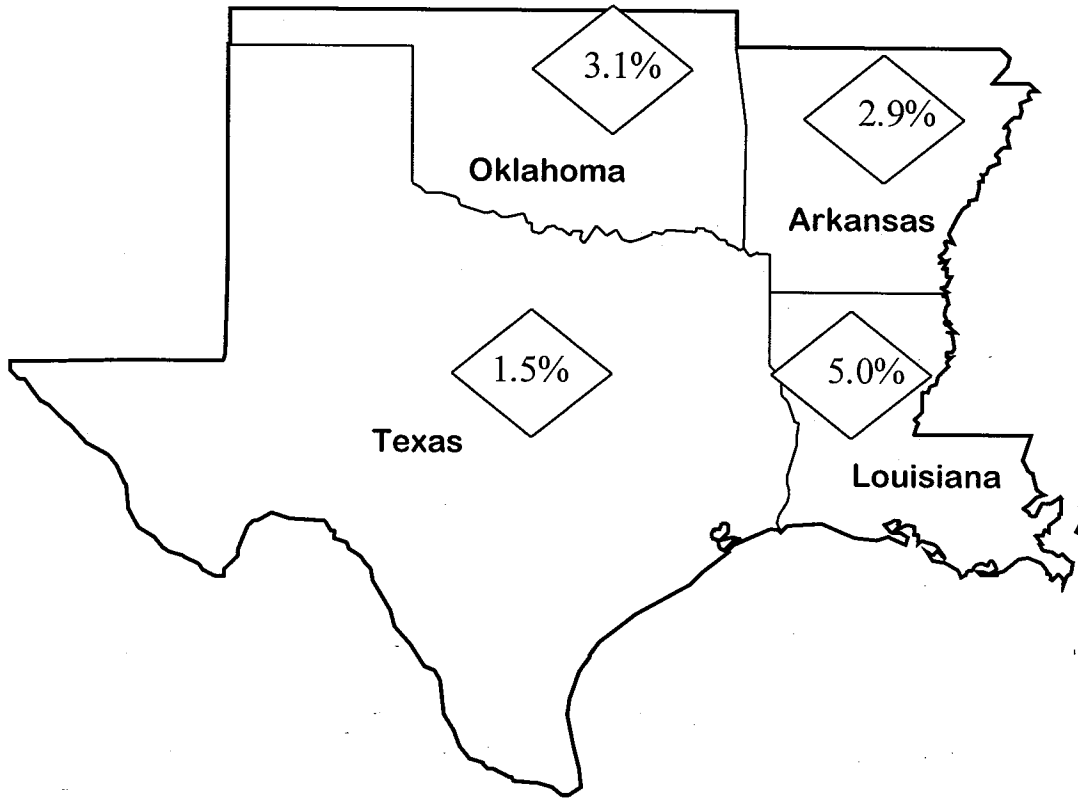 3.1%
2.9%
Oklahoma
Arkansas
1.5%
5.0%
Texas
Louisiana